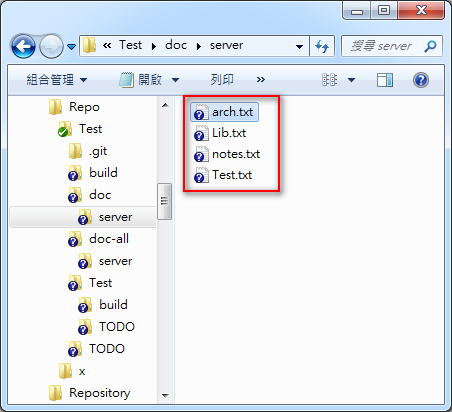 « Test ▸ doc ▸ server
搜尋 server
組合管理 開啟 列印 »
Repo
Test
.git
build
doc
server
doc-all
server
Test
build
TODO
TODO
x
Repository
arch.txt
Lib.txt
notes.txt
Test.txt